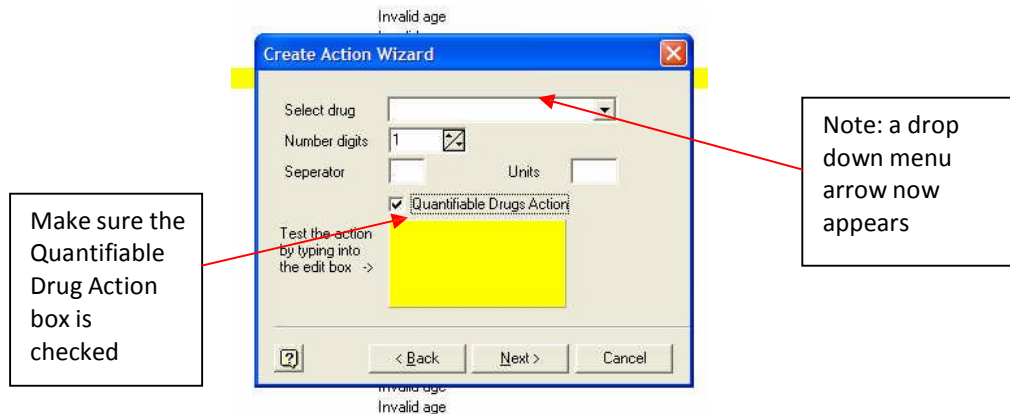 Invalid age
Create Action Wizard
Select drug
Number digits 1
Seperator Units
Quantifiable Drugs Action
Test the action
by typing into
the edit box ->
< Back Next > Cancel
Invalid age
Make sure the
Quantifiable
Drug Action
box is
checked
Note: a drop
down menu
arrow now
appears